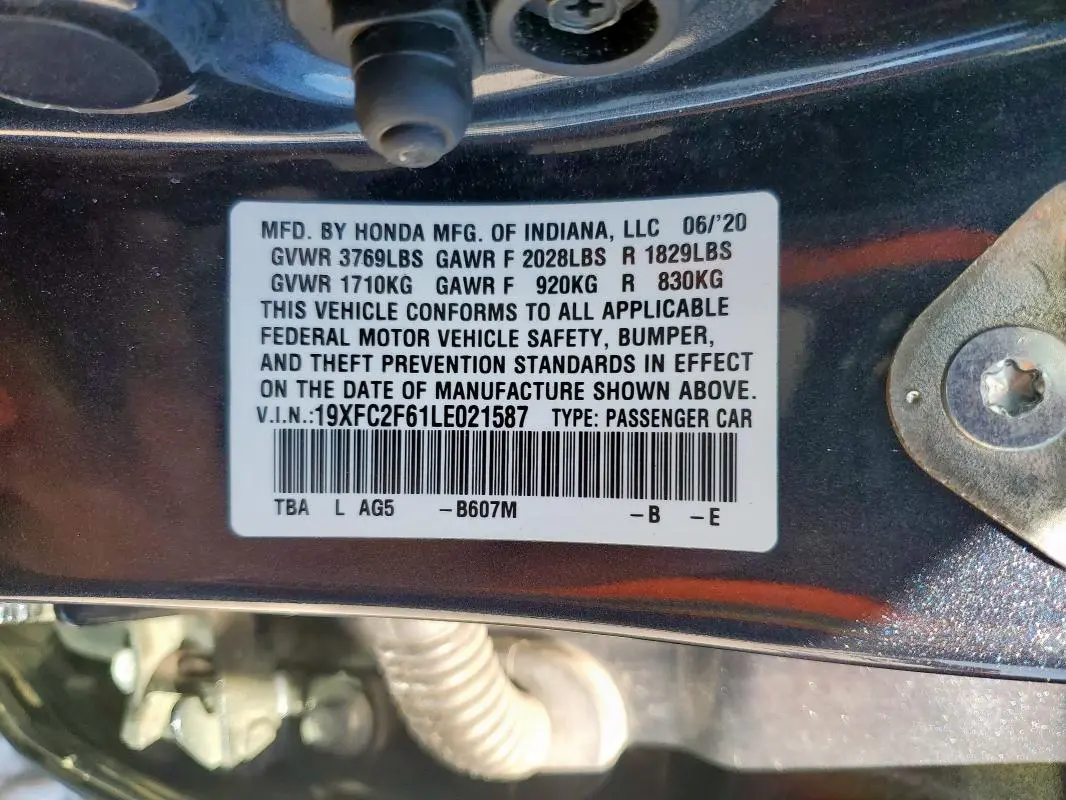 MFD. BY HONDA MFG. OF INDIANA, LLC 06/'20
GVWR 3769LBS GAWR F 2028LBS R 1829LBS
GVWR 1710KG GAWR F 920KG R 830KG
THIS VEHICLE CONFORMS TO ALL APPLICABLE
FEDERAL MOTOR VEHICLE SAFETY, BUMPER,
AND THEFT PREVENTION STANDARDS IN EFFECT
ON THE DATE OF MANUFACTURE SHOWN ABOVE.
V.I.N.:19XFC2F61LE021587 TYPE: PASSENGER CAR
TBA L AG5 -B607M -B -E